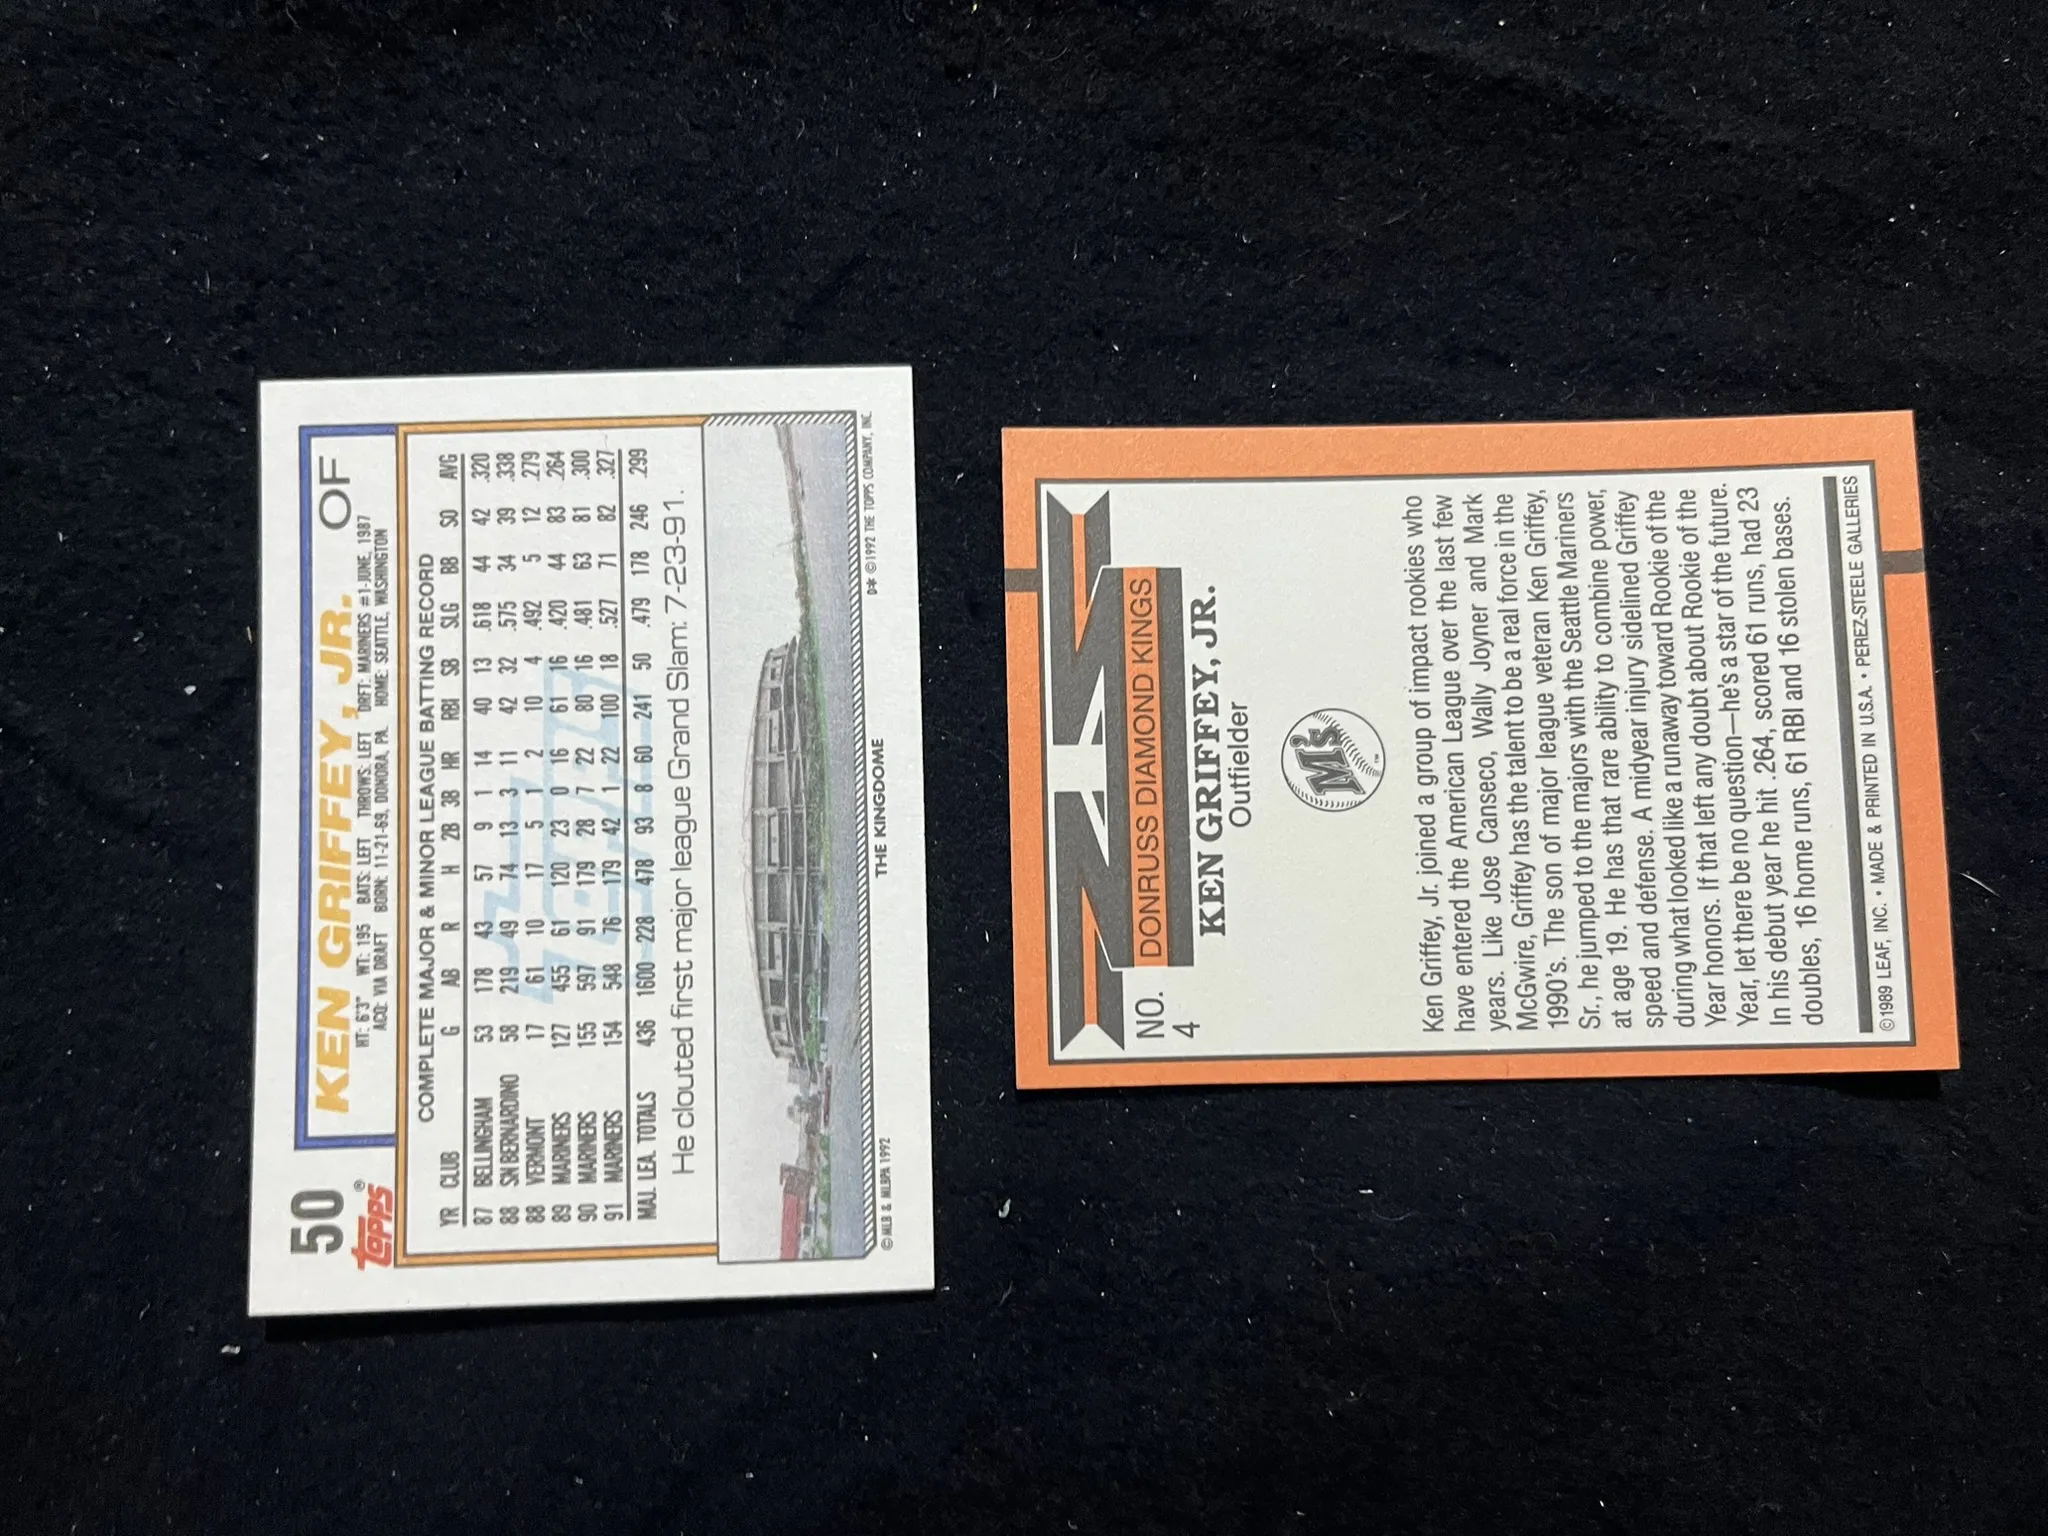 50
Topps®
KEN GRIFFEY, JR. OF
HT: 6'3" WT: 195 BATS: LEFT THROWS: LEFT DRFT: MARINERS #1-JUNE, 1987
ACQ: VIA DRAFT BORN: 11-21-69, DONORA, PA. HOME: SEATTLE, WASHINGTON
COMPLETE MAJOR & MINOR LEAGUE BATTING RECORD
YR CLUB G AB R H 2B 3B HR RBI SB SLG BB SO AVG
87 BELLINGHAM 53 178 43 57 9 1 14 40 13 .618 44 42 .320
88 SN BERNARDINO 58 219 49 74 13 3 11 42 32 .575 34 39 .338
88 VERMONT 17 61 10 17 5 1 2 10 4 .492 5 12 .279
89 MARINERS 127 455 61 120 23 0 16 61 16 .420 44 83 .264
90 MARINERS 155 597 91 179 28 7 22 80 16 .481 63 81 .300
91 MARINERS 154 548 76 179 42 1 22 100 18 .527 71 82 .327
MAJ. LEA. TOTALS 436 1600 228 478 93 8 60 241 50 .479 178 246 .299
He clouted first major league Grand Slam: 7-23-91.
THE KINGDOME
© MLB & MLBPA 1992 D* © 1992 THE TOPPS COMPANY, INC
DONRUSS DIAMOND KINGS
NO.
4
KEN GRIFFEY, JR.
Outfielder
M's
TM
Ken Griffey, Jr. joined a group of impact rookies who
have entered the American League over the last few
years. Like Jose Canseco, Wally Joyner and Mark
McGwire, Griffey has the talent to be a real force in the
1990's. The son of major league veteran Ken Griffey,
Sr., he jumped to the majors with the Seattle Mariners
at age 19. He has that rare ability to combine power,
speed and defense. A midyear injury sidelined Griffey
during what looked like a runaway toward Rookie of the
Year honors. If that left any doubt about Rookie of the
Year, let there be no question—he's a star of the future.
In his debut year he hit .264, scored 61 runs, had 23
doubles, 16 home runs, 61 RBI and 16 stolen bases.
© 1989 LEAF, INC. • MADE & PRINTED IN U.S.A. • PEREZ-STEELE GALLERIES